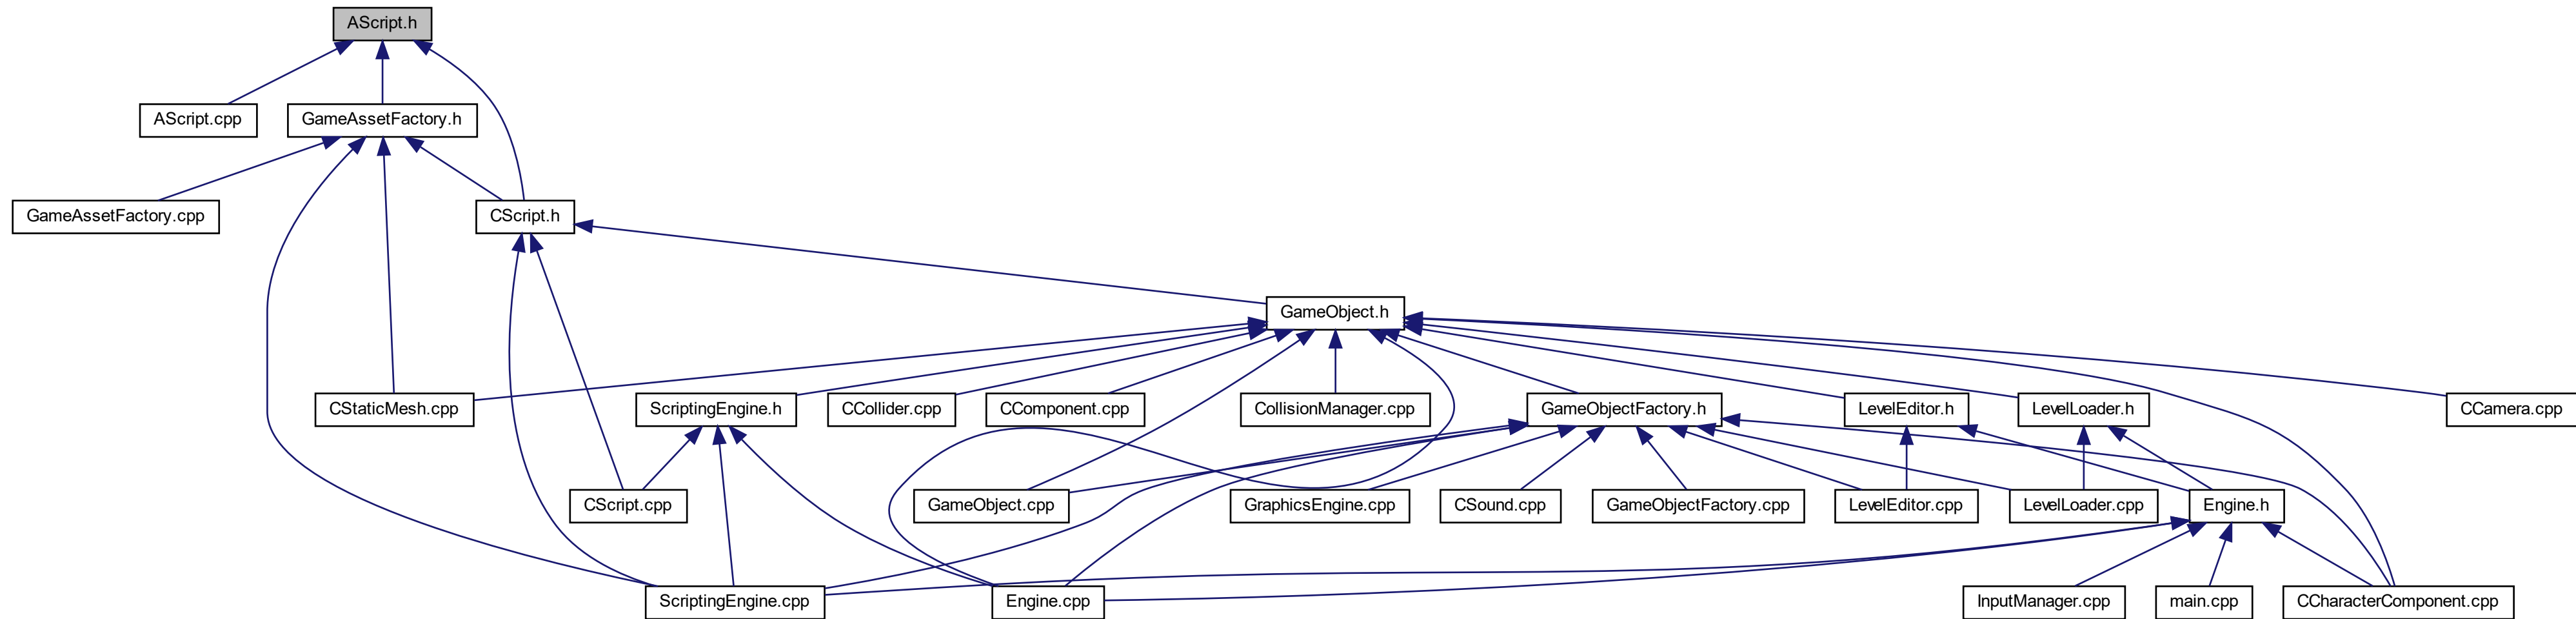 AScript.h
AScript.cpp
GameAssetFactory.h
GameAssetFactory.cpp
CScript.h
GameObject.h
CStaticMesh.cpp
ScriptingEngine.h
CCollider.cpp
CComponent.cpp
CollisionManager.cpp
GameObjectFactory.h
LevelEditor.h
LevelLoader.h
CCamera.cpp
CScript.cpp
GameObject.cpp
GraphicsEngine.cpp
CSound.cpp
GameObjectFactory.cpp
LevelEditor.cpp
LevelLoader.cpp
Engine.h
ScriptingEngine.cpp
Engine.cpp
InputManager.cpp
main.cpp
CCharacterComponent.cpp